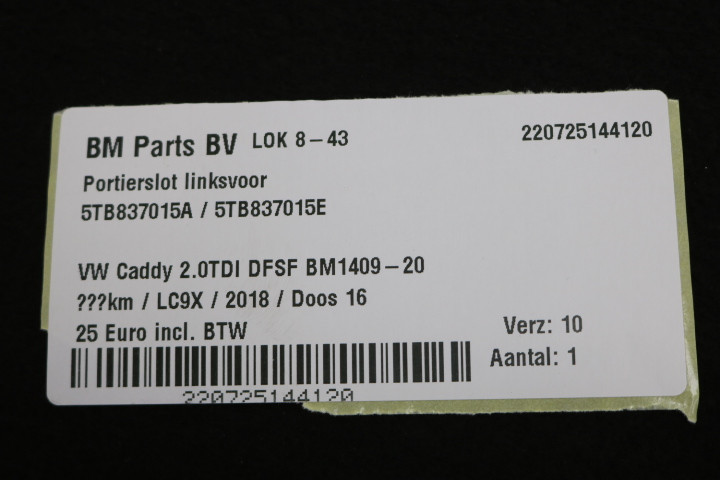 BM Parts BV LOK 8-43 220725144120
Portierslot linksvoor
5TB837015A / 5TB837015E
VW Caddy 2.0TDI DFSF BM1409-20
???km / LC9X / 2018 / Doos 16
25 Euro incl. BTW Verz: 10
Aantal: 1
220725144120